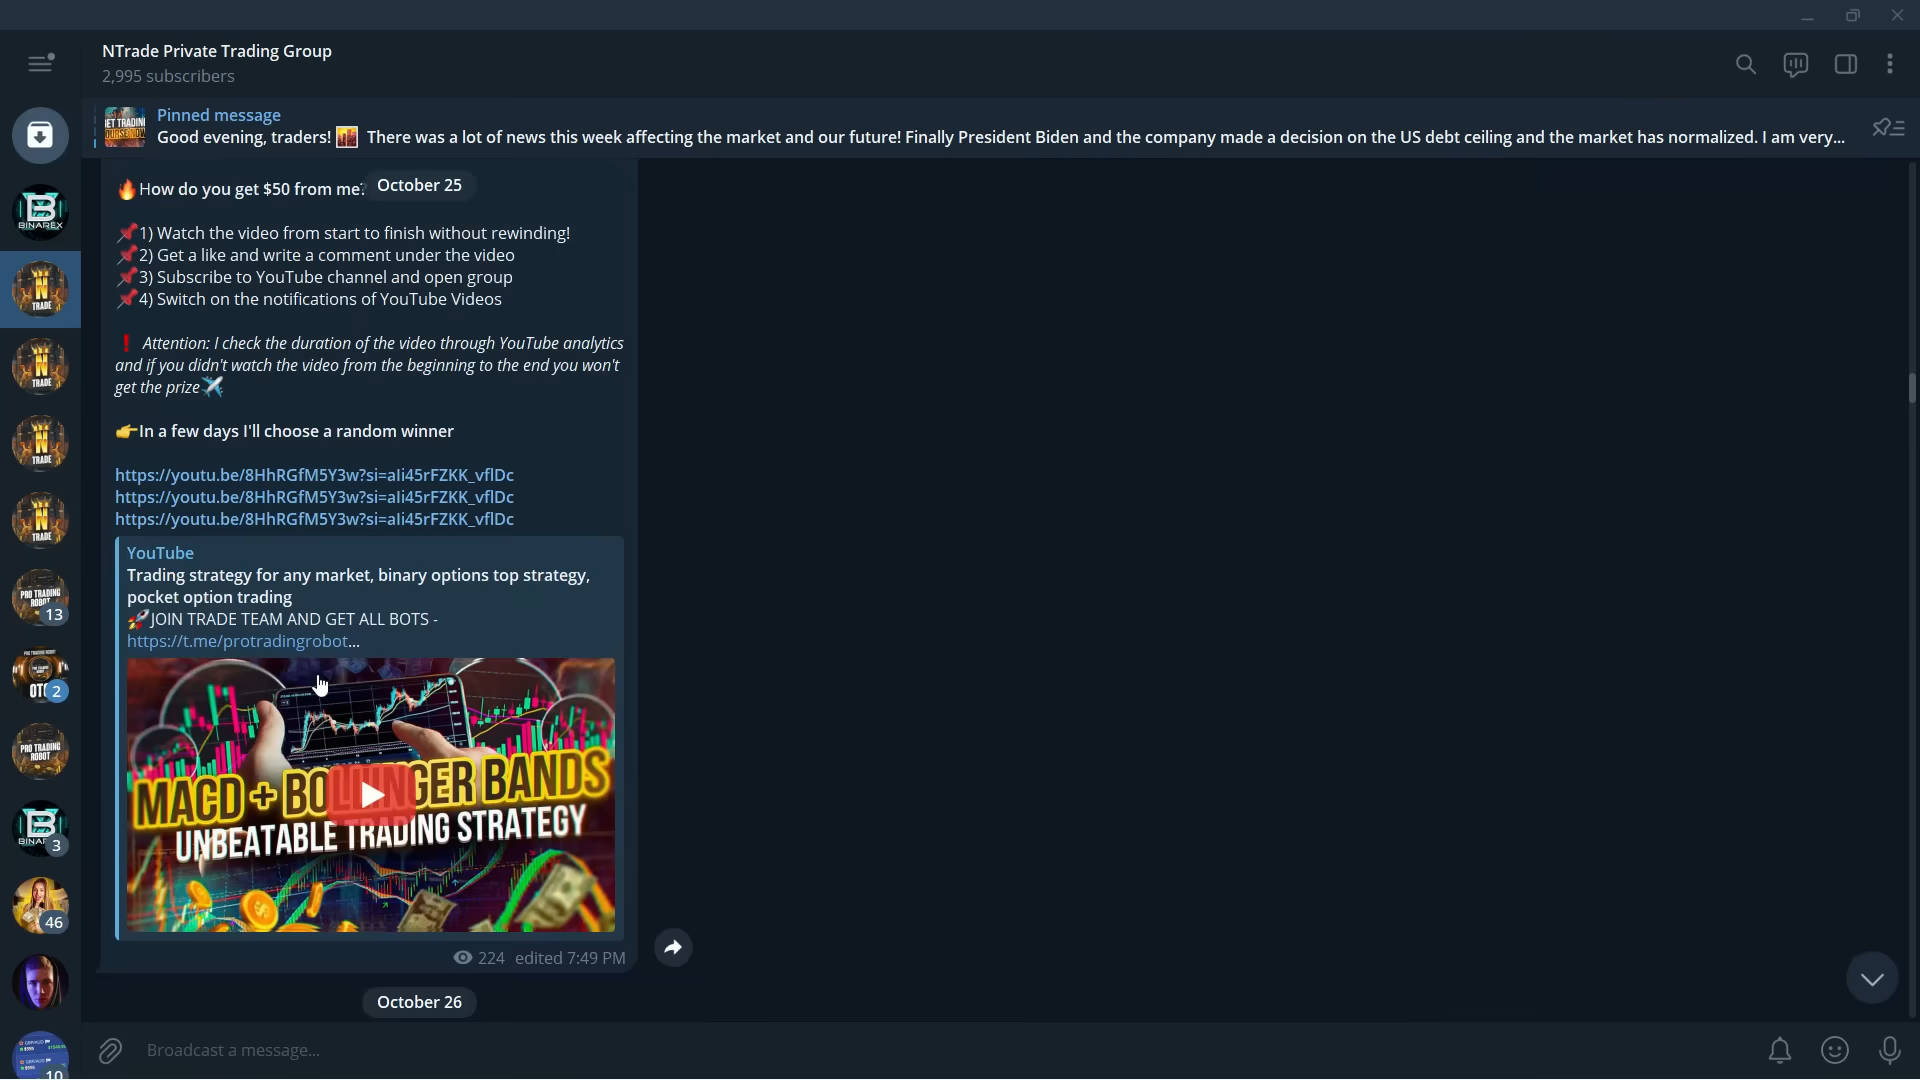 NTrade Private Trading Group
2,995 subscribers
Pinned message
Good evening, traders! There was a lot of news this week affecting the market and our future! Finally President Biden and the company made a decision on the US debt ceiling and the market has normalized. I am very...
How do you get $50 from me?
October 25
1) Watch the video from start to finish without rewinding!
2) Get a like and write a comment under the video
3) Subscribe to YouTube channel and open group
4) Switch on the notifications of YouTube Videos
Attention: I check the duration of the video through YouTube analytics
and if you didn't watch the video from the beginning to the end you won't
get the prize
In a few days I'll choose a random winner
https://youtu.be/8HhRGfM5Y3w?si=aIi45rFZKK_vflDc
https://youtu.be/8HhRGfM5Y3w?si=aIi45rFZKK_vflDc
https://youtu.be/8HhRGfM5Y3w?si=aIi45rFZKK_vflDc
YouTube
Trading strategy for any market, binary options top strategy,
pocket option trading
JOIN TRADE TEAM AND GET ALL BOTS -
https://t.me/protradingrobot...
MACD + BOLLINGER BANDS
UNBEATABLE TRADING STRATEGY
224 edited 7:49 PM
October 26
Broadcast a message...
BINAREX
N
TRADE
N
TRADE
N
TRADE
N
TRADE
PRO TRADING
ROBOT
13
PRO TRADING ROBOT
2
PRO TRADING
ROBOT
3
46
10